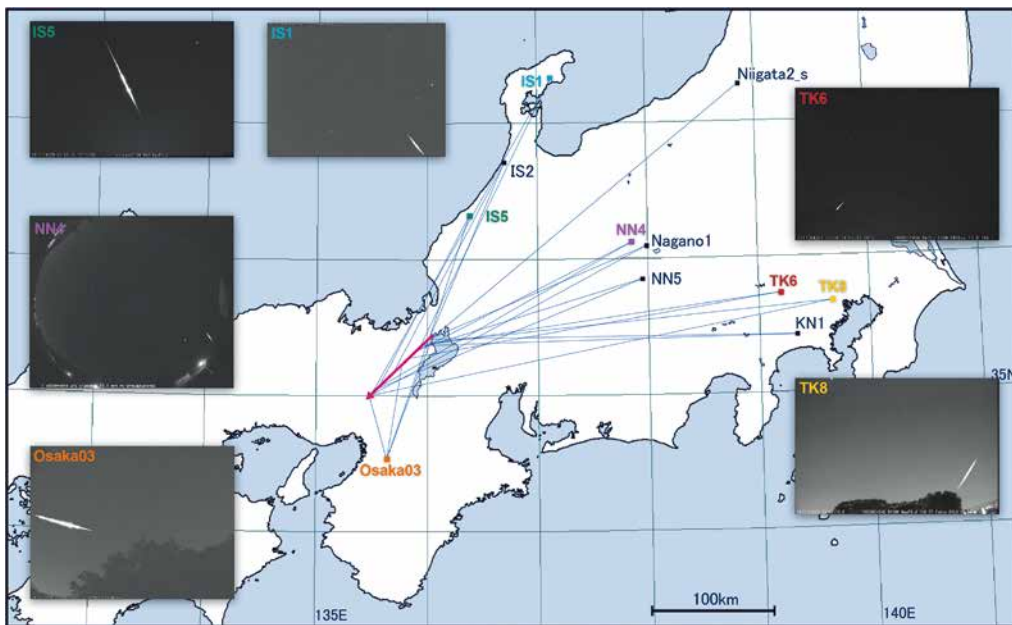 IS5
IS1
Niigata2_s
IS1
TK6
IS2
IS5
NN4
NN4
Nagano1
NN5
TK6
TK8
KN1
35N
TK8
Osaka03
Osaka03
100km
135E
140E